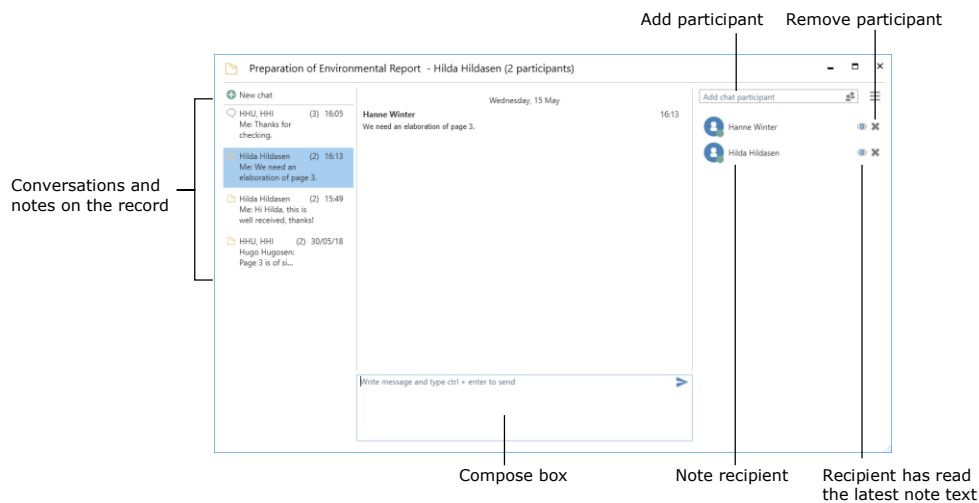 Add participant
Remove participant
Preparation of Environmental Report - Hilda Hildasen (2 participants)
New chat
HHU, HHI (3) 16:05
Me: Thanks for
checking.
Hilda Hildasen (2) 16:13
Me: We need an
elaboration of page 3.
Hilda Hildasen (2) 15:49
Me: Hi Hilda, this is
well received, thanks!
HHU, HHI (2) 30/05/18
Hugo Hugosen:
Page 3 is of si...
Wednesday, 15 May
Hanne Winter 16:13
We need an elaboration of page 3.
Write message and type ctrl + enter to send
Add chat participant
Hanne Winter
Hilda Hildasen
Conversations and
notes on the record
Compose box
Note recipient
Recipient has read
the latest note text